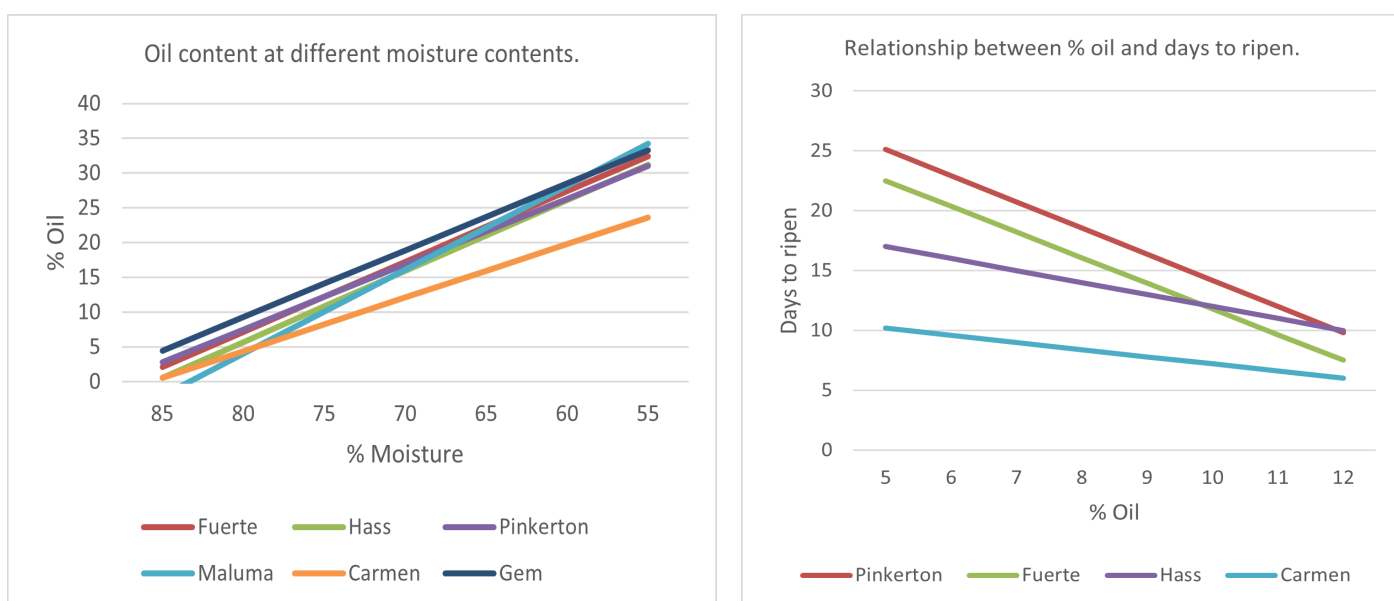 Oil content at different moisture contents.
40
35
30
25
20
15
10
5
0
% Oil
85 80 75 70 65 60 55
% Moisture
Fuerte Hass Pinkerton
Maluma Carmen Gem
Relationship between % oil and days to ripen.
30
25
20
15
10
5
0
Days to ripen
5 6 7 8 9 10 11 12
% Oil
Pinkerton Fuerte Hass Carmen